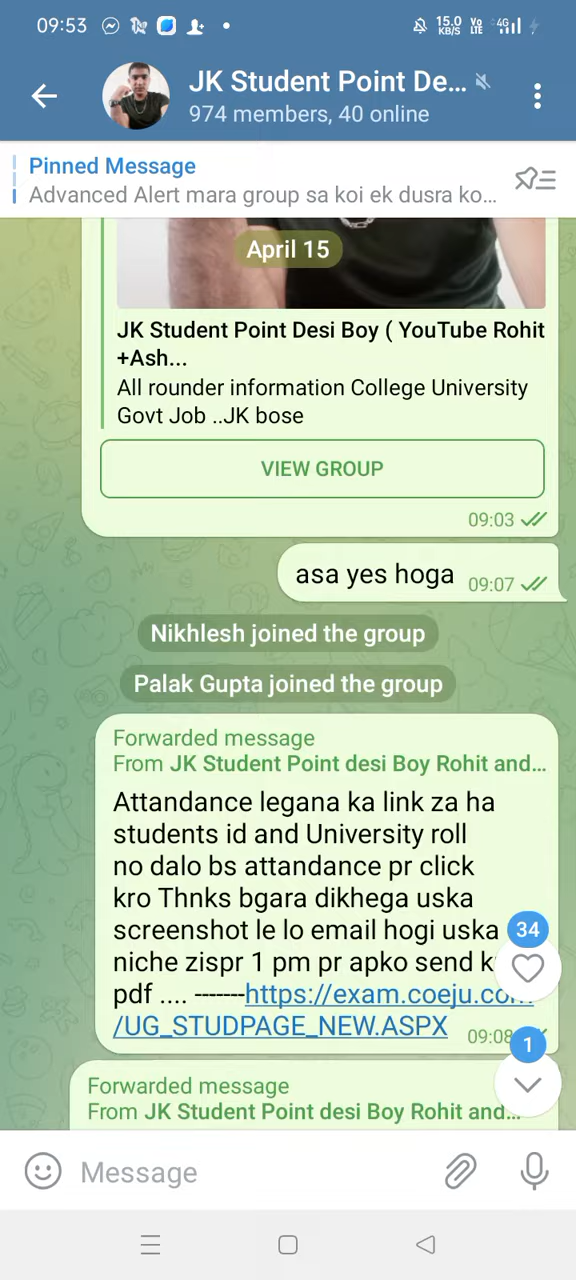 09:53
15.0 KB/S Vo LTE 4G
JK Student Point De...
974 members, 40 online
Pinned Message
Advanced Alert mara group sa koi ek dusra ko...
April 15
JK Student Point Desi Boy ( YouTube Rohit
+Ash...
All rounder information College University
Govt Job ..JK bose
VIEW GROUP
09:03
asa yes hoga
09:07
Nikhlesh joined the group
Palak Gupta joined the group
Forwarded message
From JK Student Point desi Boy Rohit and...
Attandance legana ka link za ha
students id and University roll
no dalo bs attandance pr click
kro Thnks bgara dikhega uska
screenshot le lo email hogi uska
34
niche zispr 1 pm pr apko send k
pdf .... -------https://exam.coeju.com
/UG_STUDPAGE_NEW.ASPX
09:08
1
Forwarded message
From JK Student Point desi Boy Rohit and...
Message